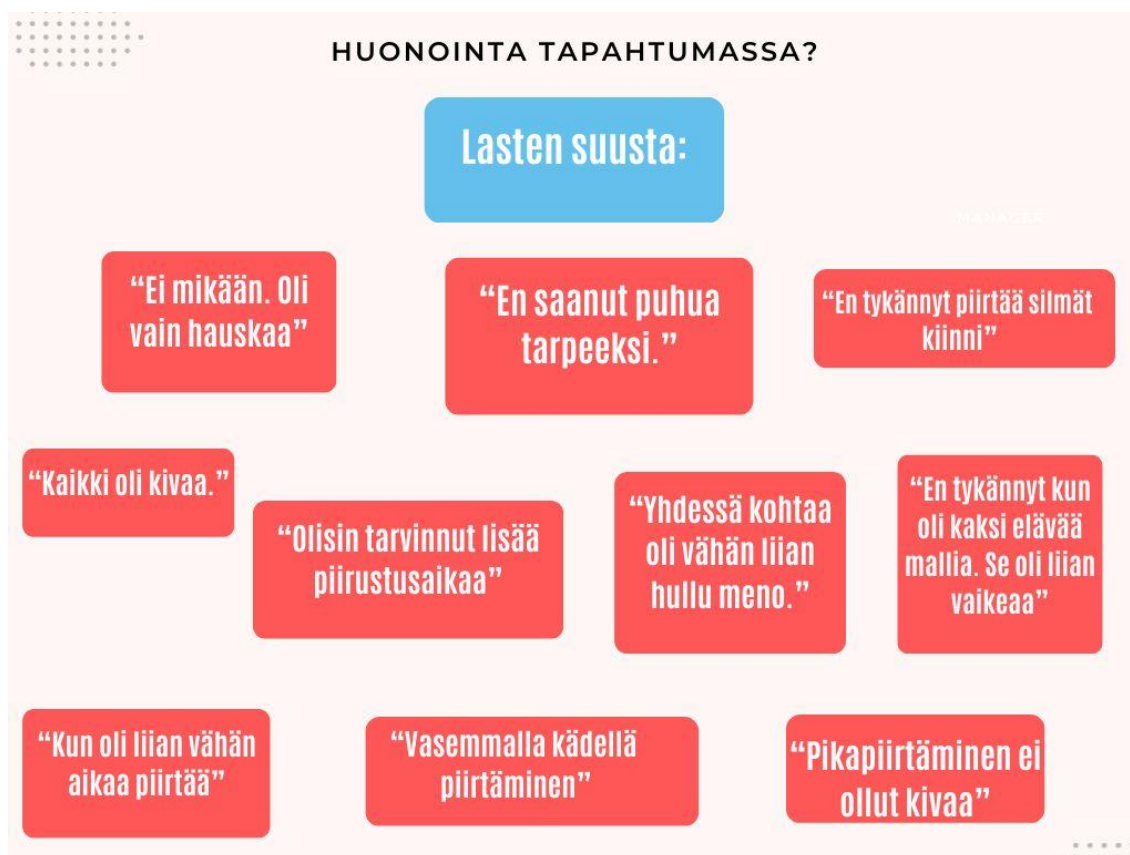 HUONOINTA TAPAHTUMASSA?
Lasten suusta:
MANAGER
“Ei mikään. Oli
vain hauskaa”
“En saanut puhua
tarpeeksi.”
“En tykännyt piirtää silmät
kiinni”
“Kaikki oli kivaa.”
“Olisin tarvinnut lisää
piirustusaikaa”
“Yhdessä kohtaa
oli vähän liian
hullu meno.”
“En tykännyt kun
oli kaksi elävää
mallia. Se oli liian
vaikeaa”
“Kun oli liian vähän
aikaa piirtää”
“Vasemmalla kädellä
piirtäminen”
“Pikapiirtäminen ei
ollut kivaa”